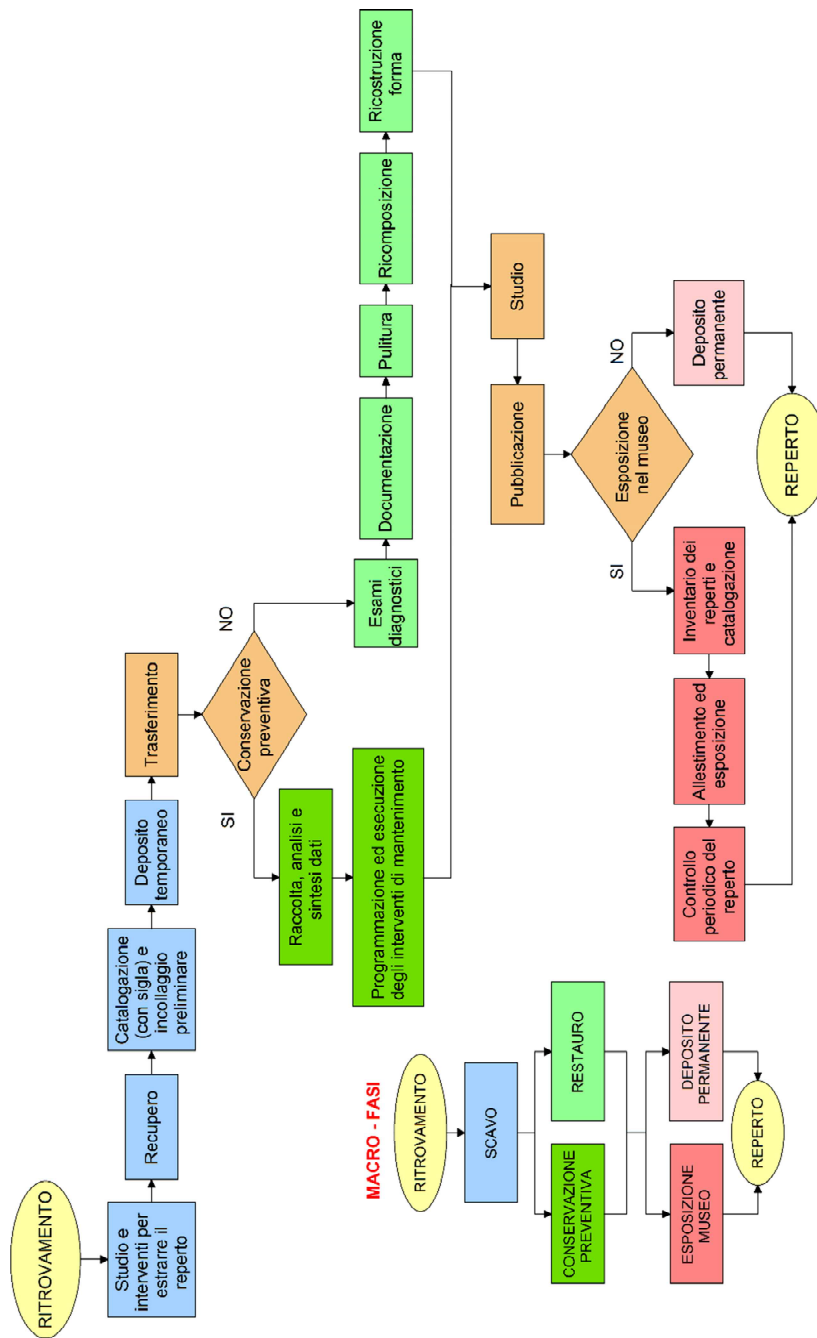 RITROVAMENTO
Studio e
interventi per
estrarre il
reperto
Recupero
Catalogazione
(con sigla) e
incollaggio
preliminare
Deposito
temporaneo
Trasferimento
Conservazione
preventiva
SI
NO
Raccolta, analisi e
sintesi dati
Programmazione ed esecuzione
degli interventi di mantenimento
Esami
diagnostici
Documentazione
Pulitura
Ricomposizione
Ricostruzione
forma
Studio
Pubblicazione
Esposizione
nel museo
SI
NO
Inventario dei
reperti e
catalogazione
Allestimento ed
esposizione
Controllo
periodico del
reperto
Deposito
permanente
REPERTO
MACRO - FASI
RITROVAMENTO
SCAVO
CONSERVAZIONE
PREVENTIVA
RESTAURO
ESPOSIZIONE
MUSEO
DEPOSITO
PERMANENTE
REPERTO